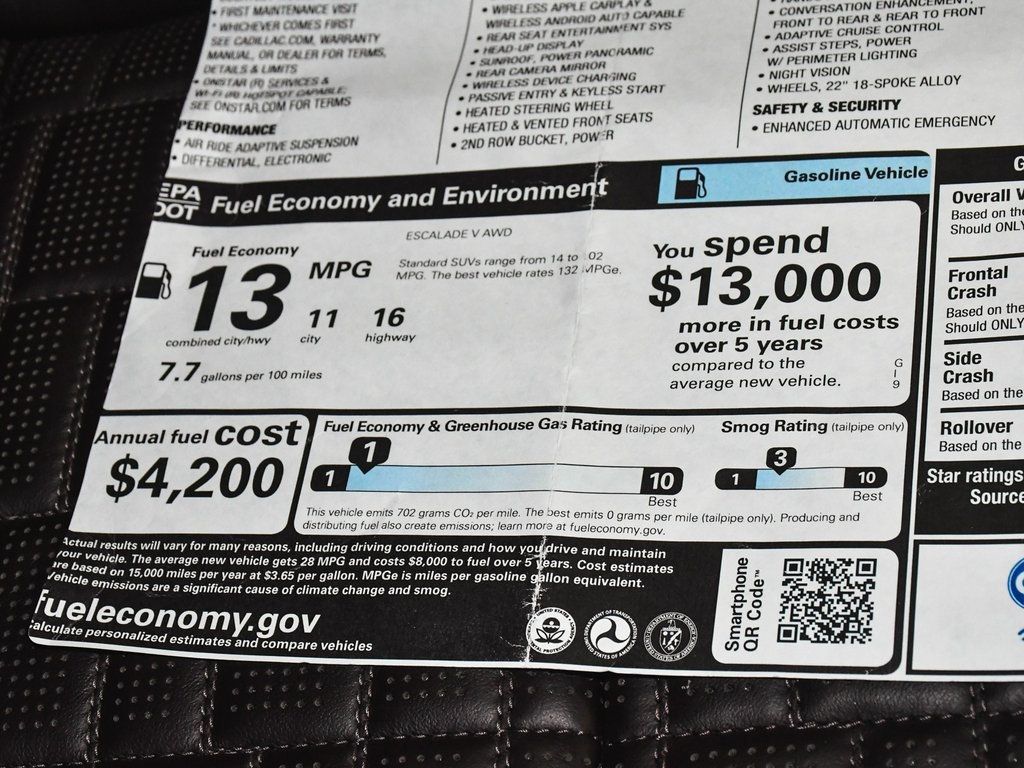 • FIRST MAINTENANCE VISIT
* WHICHEVER COMES FIRST
SEE CADILLAC.COM, WARRANTY
MANUAL, OR DEALER FOR TERMS,
DETAILS & LIMITS
• ONSTAR (R) SERVICES &
WI-FI (R) HOTSPOT CAPABLE;
SEE ONSTAR.COM FOR TERMS
PERFORMANCE
• AIR RIDE ADAPTIVE SUSPENSION
• DIFFERENTIAL, ELECTRONIC
• WIRELESS APPLE CARPLAY &
WIRELESS ANDROID AUTO CAPABLE
• REAR SEAT ENTERTAINMENT SYS
• HEAD-UP DISPLAY
• SUNROOF, POWER PANORAMIC
• REAR CAMERA MIRROR
• WIRELESS DEVICE CHARGING
• PASSIVE ENTRY & KEYLESS START
• HEATED STEERING WHEEL
• HEATED & VENTED FRONT SEATS
• 2ND ROW BUCKET, POWER
• CONVERSATION ENHANCEMENT,
FRONT TO REAR & REAR TO FRONT
• ADAPTIVE CRUISE CONTROL
• ASSIST STEPS, POWER
W/ PERIMETER LIGHTING
• NIGHT VISION
• WHEELS, 22" 18-SPOKE ALLOY
SAFETY & SECURITY
• ENHANCED AUTOMATIC EMERGENCY
EPA
DOT
Fuel Economy and Environment
Gasoline Vehicle
Fuel Economy
13 MPG
combined city/hwy
11
city
16
highway
7.7 gallons per 100 miles
ESCALADE V AWD
Standard SUVs range from 14 to 102
MPG. The best vehicle rates 132 MPGe.
You spend
$13,000
more in fuel costs
over 5 years
compared to the
average new vehicle.
G
I
9
Annual fuel cost
$4,200
Fuel Economy & Greenhouse Gas Rating (tailpipe only)
1
1 10
Best
Smog Rating (tailpipe only)
3
1 10
Best
This vehicle emits 702 grams CO₂ per mile. The best emits 0 grams per mile (tailpipe only). Producing and
distributing fuel also create emissions; learn more at fueleconomy.gov.
Actual results will vary for many reasons, including driving conditions and how you drive and maintain
your vehicle. The average new vehicle gets 28 MPG and costs $8,000 to fuel over 5 years. Cost estimates
are based on 15,000 miles per year at $3.65 per gallon. MPGe is miles per gasoline gallon equivalent.
Vehicle emissions are a significant cause of climate change and smog.
fueleconomy.gov
Calculate personalized estimates and compare vehicles
Smartphone
QR Code™
G
Overall V
Based on the
Should ONLY
Frontal
Crash
Based on the
Should ONLY
Side
Crash
Based on the
Rollover
Based on the
Star ratings
Source